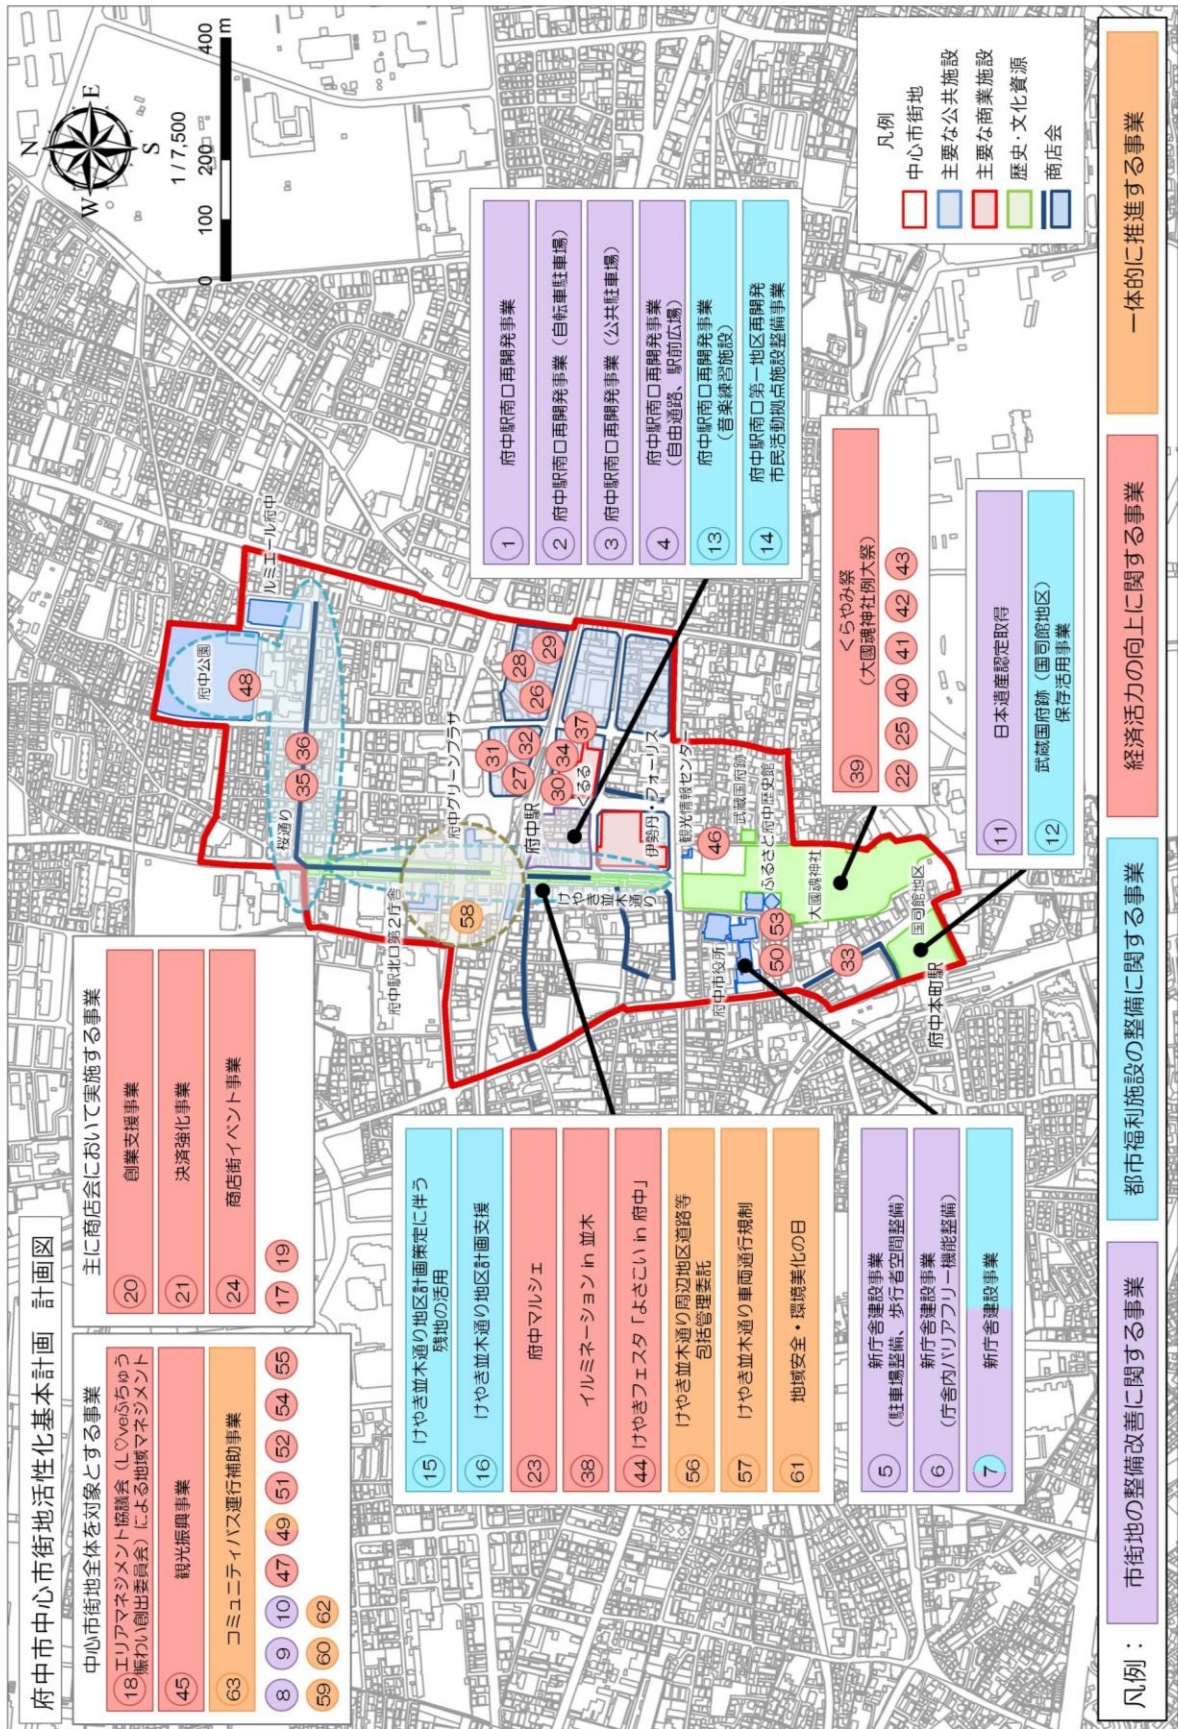 府中市中心市街地活性化基本計画 計画図
中心市街地全体を対象とする事業
18 エリアマネジメント協議会(L♡veふちゅう
賑わい創出委員会)による地域マネジメント
45 観光振興事業
63 コミュニティバス運行補助事業
8 9 10 47 49 51 52 54 55
59 60 62
主に商店会において実施する事業
20 創業支援事業
21 決済強化事業
24 商店街イベント事業
17 19
N
W E
S
1/7,500
0 100 200 400
m
15 けやき並木通り地区計画策定に伴う
残地の活用
16 けやき並木通り地区計画支援
23 府中マルシェ
38 イルミネーション in 並木
44 けやきフェスタ「よさこい in 府中」
56 けやき並木通り周辺地区道路等
包括管理委託
57 けやき並木通り車両通行規制
61 地域安全・環境美化の日
5 新庁舎建設事業
(駐車場整備、歩行者空間整備)
6 新庁舎建設事業
(庁舎内バリアフリー機能整備)
7 新庁舎建設事業
府中公園
48
ルミエール府中
桜通り
35 36
府中駅北口第2庁舎
府中グリーンプラザ
58
府中駅
31
27 32
28
26 29
30 34 37
くるる
けやき並木通り
伊勢丹・フォーリス
観光情報センター
46
武蔵国府跡
ふるさと府中歴史館
府中市役所
50 53
大國魂神社
33
国司館地区
府中本町駅
1 府中駅南口再開発事業
2 府中駅南口再開発事業(自転車駐車場)
3 府中駅南口再開発事業(公共駐車場)
4 府中駅南口再開発事業
(自由通路、駅前広場)
13 府中駅南口再開発事業
(音楽練習施設)
14 府中駅南口第一地区再開発
市民活動拠点施設整備事業
39 くらやみ祭
(大國魂神社例大祭)
22 25 40 41 42 43
11 日本遺産認定取得
12 武蔵国府跡(国司館地区)
保存活用事業
凡例
中心市街地
主要な公共施設
主要な商業施設
歴史・文化資源
商店会
凡例:
市街地の整備改善に関する事業
都市福利施設の整備に関する事業
経済活力の向上に関する事業
一体的に推進する事業